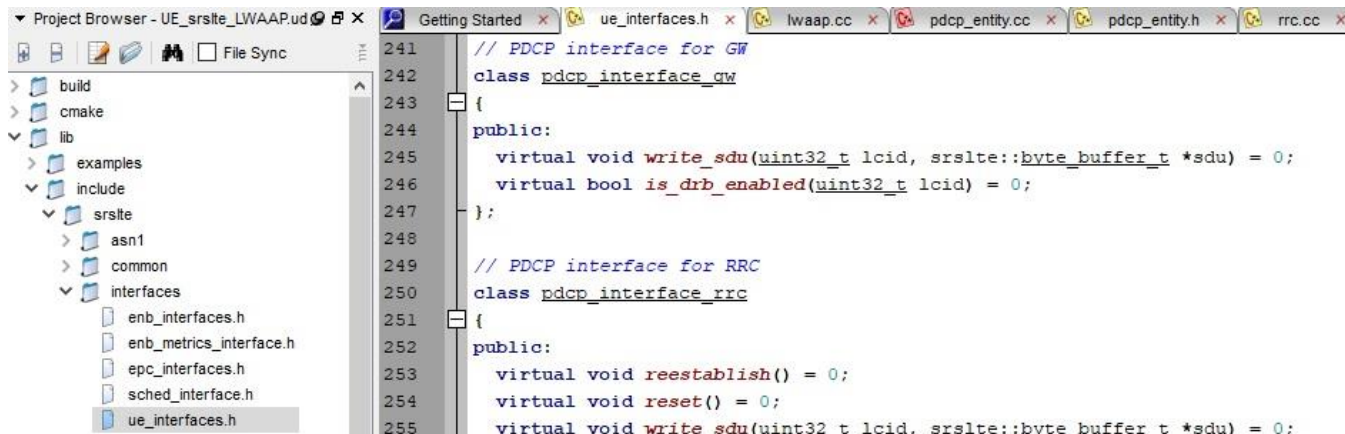 Project Browser - UE_srslte_LWAAP.ud
File Sync
build
cmake
lib
examples
include
srslte
asn1
common
interfaces
enb_interfaces.h
enb_metrics_interface.h
epc_interfaces.h
sched_interface.h
ue_interfaces.h
Getting Started ue_interfaces.h lwaap.cc pdcp_entity.cc pdcp_entity.h rrc.cc
241 // PDCP interface for GW
242 class pdcp_interface_gw
243 {
244 public:
245 virtual void write_sdu(uint32_t lcid, srslte::byte_buffer_t *sdu) = 0;
246 virtual bool is_drb_enabled(uint32_t lcid) = 0;
247 };
248
249 // PDCP interface for RRC
250 class pdcp_interface_rrc
251 {
252 public:
253 virtual void reestablish() = 0;
254 virtual void reset() = 0;
255 virtual void write_sdu(uint32_t lcid, srslte::byte_buffer_t *sdu) = 0;